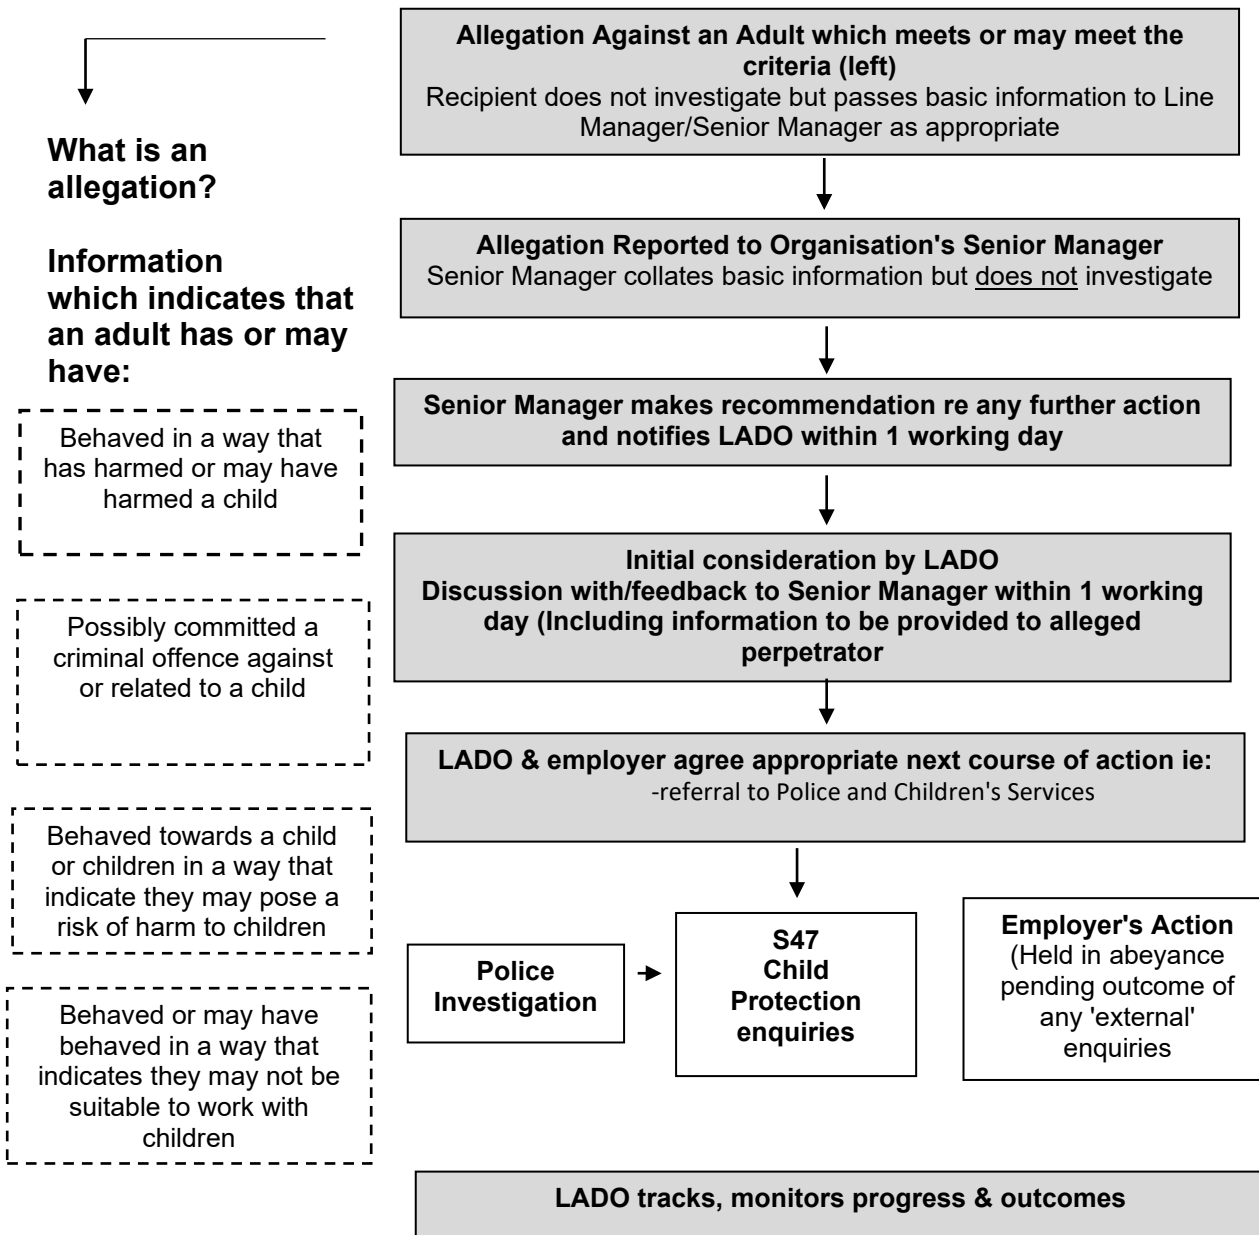 Allegation Against an Adult which meets or may meet the
criteria (left)
Recipient does not investigate but passes basic information to Line
Manager/Senior Manager as appropriate
What is an
allegation?
Information
which indicates that
an adult has or may
have:
Behaved in a way that
has harmed or may have
harmed a child
Possibly committed a
criminal offence against
or related to a child
Behaved towards a child
or children in a way that
indicate they may pose a
risk of harm to children
Behaved or may have
behaved in a way that
indicates they may not be
suitable to work with
children
Allegation Reported to Organisation's Senior Manager
Senior Manager collates basic information but does not investigate
Senior Manager makes recommendation re any further action
and notifies LADO within 1 working day
Initial consideration by LADO
Discussion with/feedback to Senior Manager within 1 working
day (Including information to be provided to alleged
perpetrator
LADO & employer agree appropriate next course of action ie:
-referral to Police and Children's Services
Police
Investigation
S47
Child
Protection
enquiries
Employer's Action
(Held in abeyance
pending outcome of
any 'external'
enquiries
LADO tracks, monitors progress & outcomes